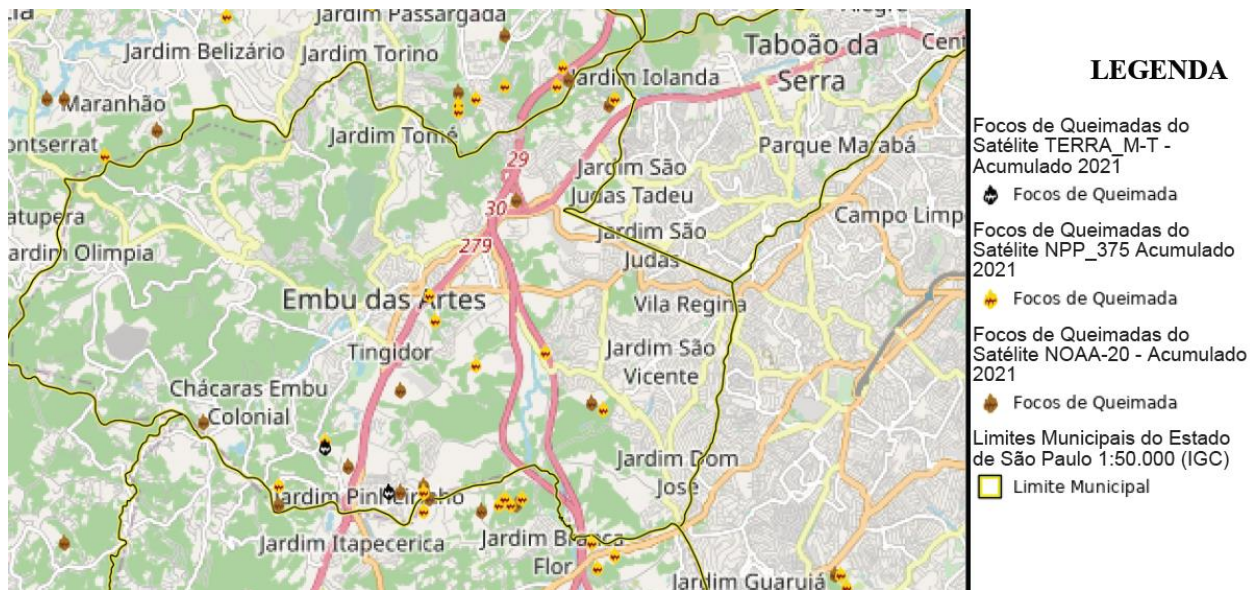 Jardim Passargada
Jardim Belizário
Jardim Torino
Taboão da
Serra
Jardim Iolanda
Maranhão
Jardim Tomé
Parque Marabá
29
Jardim São
Judas Tadeu
30
Campo Limp
279
Jardim São
Judas
ardim Olimpia
Embu das Artes
Vila Regina
Tingidor
Jardim São
Vicente
Chácaras Embu
Colonial
Jardim Dom
José
Jardim Pinheirinho
Jardim Itapecerica
Jardim Branca
Flor
Jardim Guarujá
LEGENDA
Focos de Queimadas do
Satélite TERRA_M-T -
Acumulado 2021
Focos de Queimada
Focos de Queimadas do
Satélite NPP_375 Acumulado
2021
Focos de Queimada
Focos de Queimadas do
Satélite NOAA-20 - Acumulado
2021
Focos de Queimada
Limites Municipais do Estado
de São Paulo 1:50.000 (IGC)
Limite Municipal